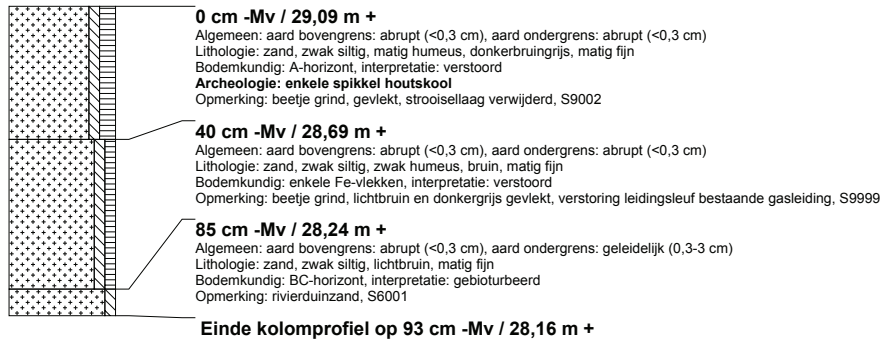 0 cm -Mv / 29,09 m +
Algemeen: aard bovengrens: abrupt (<0,3 cm), aard ondergrens: abrupt (<0,3 cm)
Lithologie: zand, zwak siltig, matig humeus, donkerbruingrijs, matig fijn
Bodemkundig: A-horizont, interpretatie: verstoord
Archeologie: enkele spikkel houtskool
Opmerking: beetje grind, gevlekt, strooisellaag verwijderd, S9002
40 cm -Mv / 28,69 m +
Algemeen: aard bovengrens: abrupt (<0,3 cm), aard ondergrens: abrupt (<0,3 cm)
Lithologie: zand, zwak siltig, zwak humeus, bruin, matig fijn
Bodemkundig: enkele Fe-vlekken, interpretatie: verstoord
Opmerking: beetje grind, lichtbruin en donkergrijs gevlekt, verstoring leidingsleuf bestaande gasleiding, S9999
85 cm -Mv / 28,24 m +
Algemeen: aard bovengrens: abrupt (<0,3 cm), aard ondergrens: geleidelijk (0,3-3 cm)
Lithologie: zand, zwak siltig, lichtbruin, matig fijn
Bodemkundig: BC-horizont, interpretatie: gebioturbeerd
Opmerking: rivierduinzand, S6001
Einde kolomprofiel op 93 cm -Mv / 28,16 m +